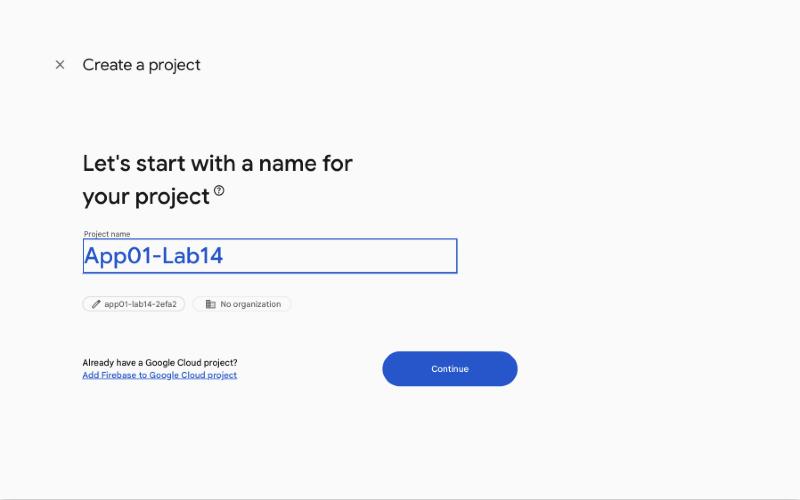 Create a project
Let's start with a name for
your project
Project name
App01-Lab14
app01-lab14-2efa2
No organization
Already have a Google Cloud project?
Add Firebase to Google Cloud project
Continue